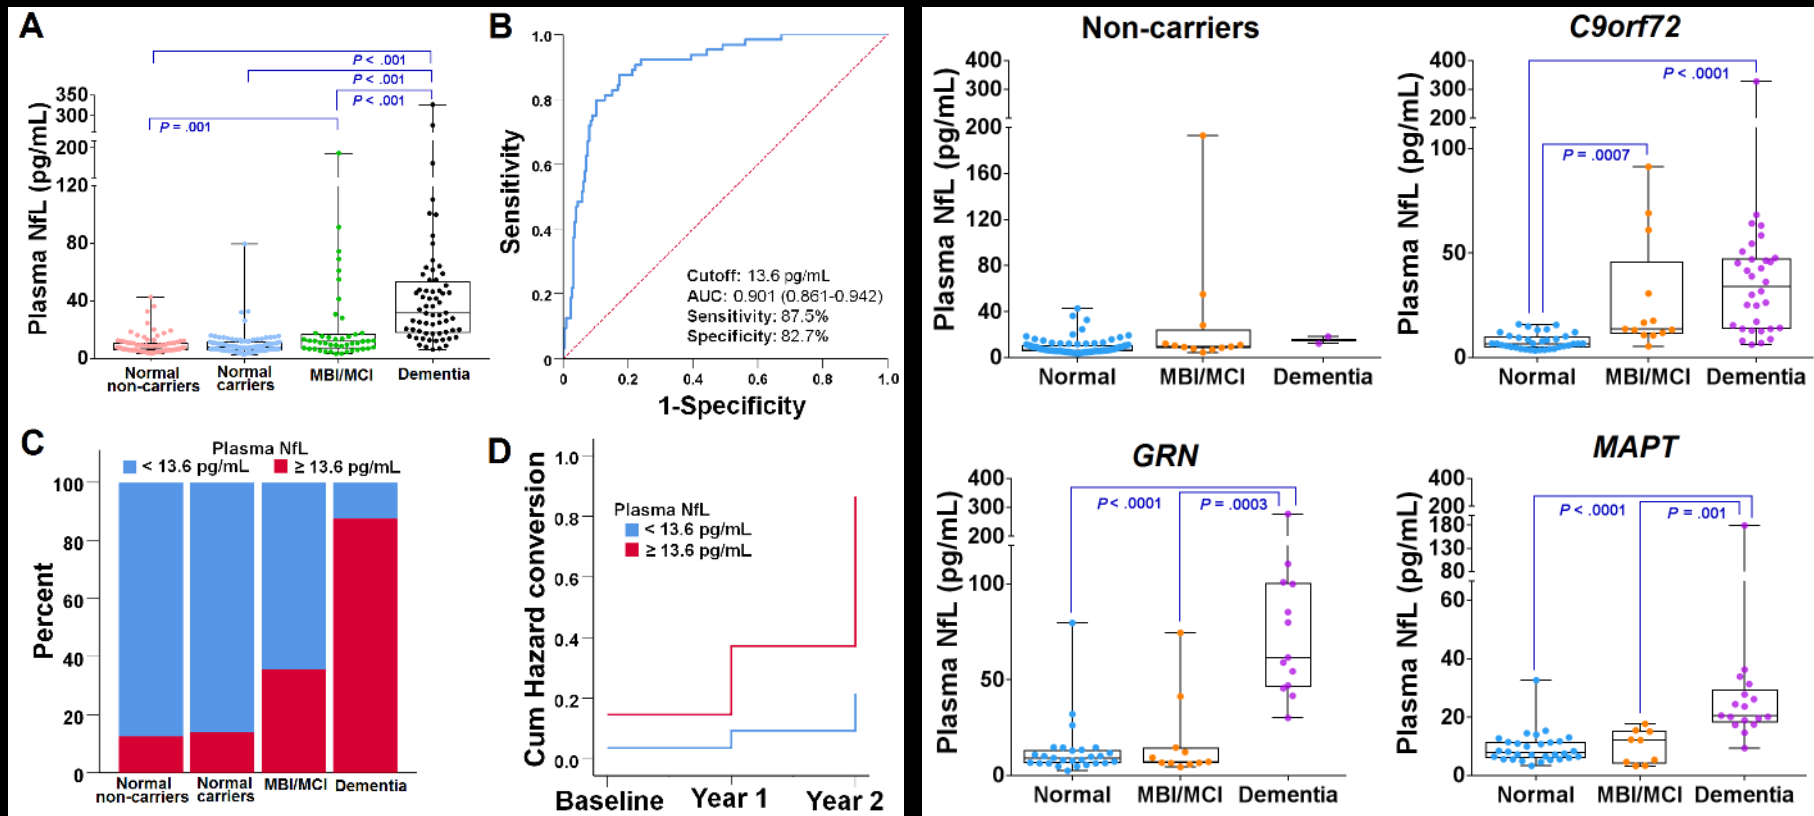 A
P < .001
P < .001
P < .001
P = .001
Plasma NfL (pg/mL)
350
300
200
120
80
40
0
Normal
non-carriers
Normal
carriers
MBI/MCI
Dementia
B
Sensitivity
1.0
0.8
0.6
0.4
0.2
0
Cutoff: 13.6 pg/mL
AUC: 0.901 (0.861-0.942)
Sensitivity: 87.5%
Specificity: 82.7%
0 0.2 0.4 0.6 0.8 1.0
1-Specificity
C
Plasma NfL
< 13.6 pg/mL ≥ 13.6 pg/mL
Percent
100
80
60
40
20
0
Normal
non-carriers
Normal
carriers
MBI/MCI
Dementia
D
Cum Hazard conversion
1.0
0.8
0.6
0.4
0.2
0.0
Plasma NfL
< 13.6 pg/mL
≥ 13.6 pg/mL
Baseline Year 1 Year 2
Non-carriers
Plasma NfL (pg/mL)
400
300
200
160
120
80
40
0
Normal MBI/MCI Dementia
C9orf72
Plasma NfL (pg/mL)
400
300
200
100
50
0
P < .0001
P = .0007
Normal MBI/MCI Dementia
GRN
Plasma NfL (pg/mL)
400
300
200
100
50
0
P < .0001
P = .0003
Normal MBI/MCI Dementia
MAPT
Plasma NfL (pg/mL)
400
200
180
130
80
60
40
20
0
P < .0001
P = .001
Normal MBI/MCI Dementia